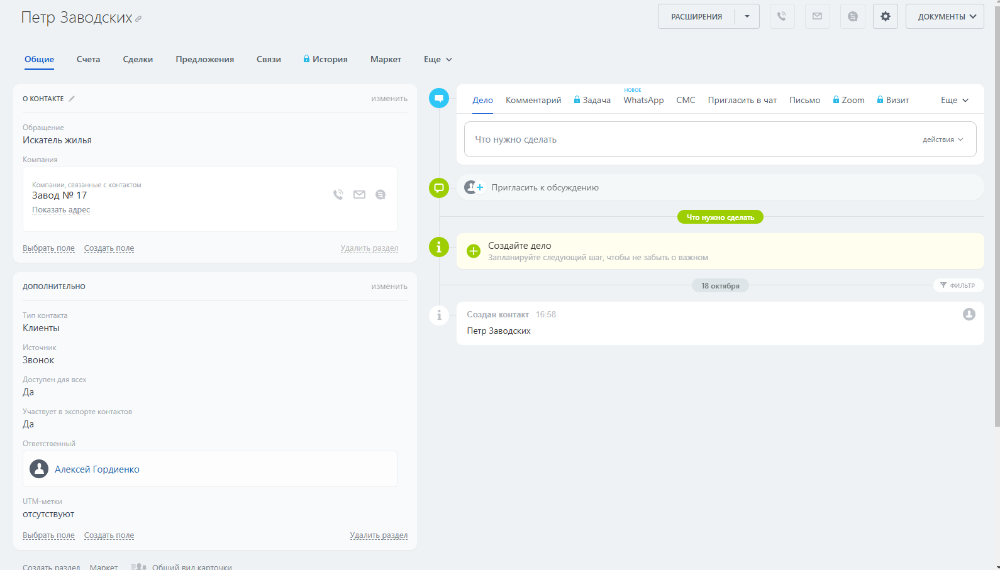 Петр Заводских
РАСШИРЕНИЯ
ДОКУМЕНТЫ
Общие Счета Сделки Предложения Связи История Маркет Еще
О КОНТАКТЕ
изменить
Обращение
Искатель жилья
Компания
Компании, связанные с контактом
Завод № 17
Показать адрес
Выбрать поле Создать поле Удалить раздел
ДОПОЛНИТЕЛЬНО
изменить
Тип контакта
Клиенты
Источник
Звонок
Доступен для всех
Да
Участвует в экспорте контактов
Да
Ответственный
Алексей Гордиенко
UTM-метки
отсутствуют
Выбрать поле Создать поле Удалить раздел
Создать раздел Маркет Общий вид карточки
НОВОЕ
Дело Комментарий Задача WhatsApp СМС Пригласить в чат Письмо Zoom Визит Еще
Что нужно сделать
действия
Пригласить к обсуждению
Что нужно сделать
Создайте дело
Запланируйте следующий шаг, чтобы не забыть о важном
18 октября
ФИЛЬТР
Создан контакт 16:58
Петр Заводских